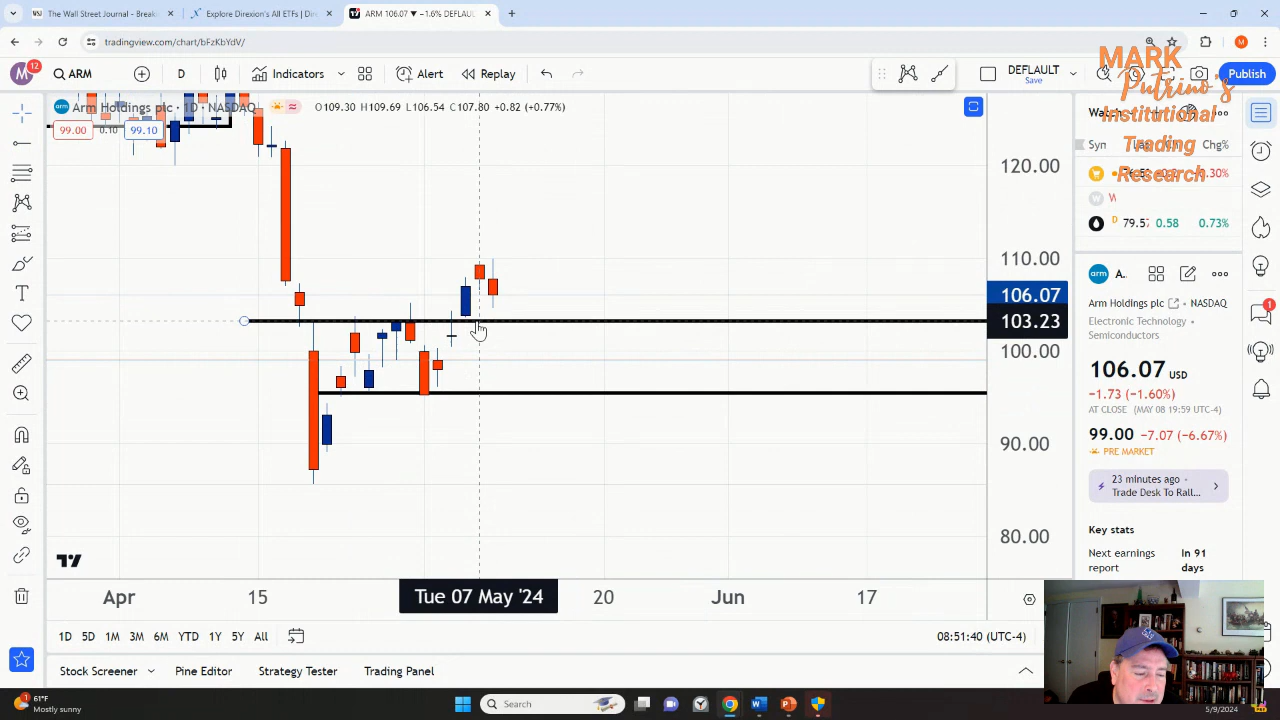 The Wall Street Journal - Breaki
Explore Direxion's All ETFs | Dir
ARM 106.07 ▼ −1.6% Unnamed
tradingview.com/chart/bFzKbYdV/
M 12 ARM D Indicators Alert Replay DEFAULLT Save Publish
MARK
Putrino's
Institutional
Trading
Research
Arm Holdings plc · 1D · NASDAQ O109.30 H109.69 L106.54 C107.80 +0.82 (+0.77%)
99.00 0.10 99.10
Chg%
79.57 0.58 0.73%
120.00
110.00
106.07
103.23
100.00
90.00
80.00
arm A.
Arm Holdings plc NASDAQ
Electronic Technology •
Semiconductors
106.07 USD
−1.73 (−1.60%)
AT CLOSE (MAY 08 19:59 UTC-4)
99.00 −7.07 (−6.67%)
PRE MARKET
23 minutes ago ·
Trade Desk To Rall...
Key stats
Next earnings report In 91 days
Apr 15 Tue 07 May '24 20 Jun 17
1D 5D 1M 3M 6M YTD 1Y 5Y All 08:51:40 (UTC-4)
Stock Screener Pine Editor Strategy Tester Trading Panel
61°F
Mostly sunny
Search
5/9/2024